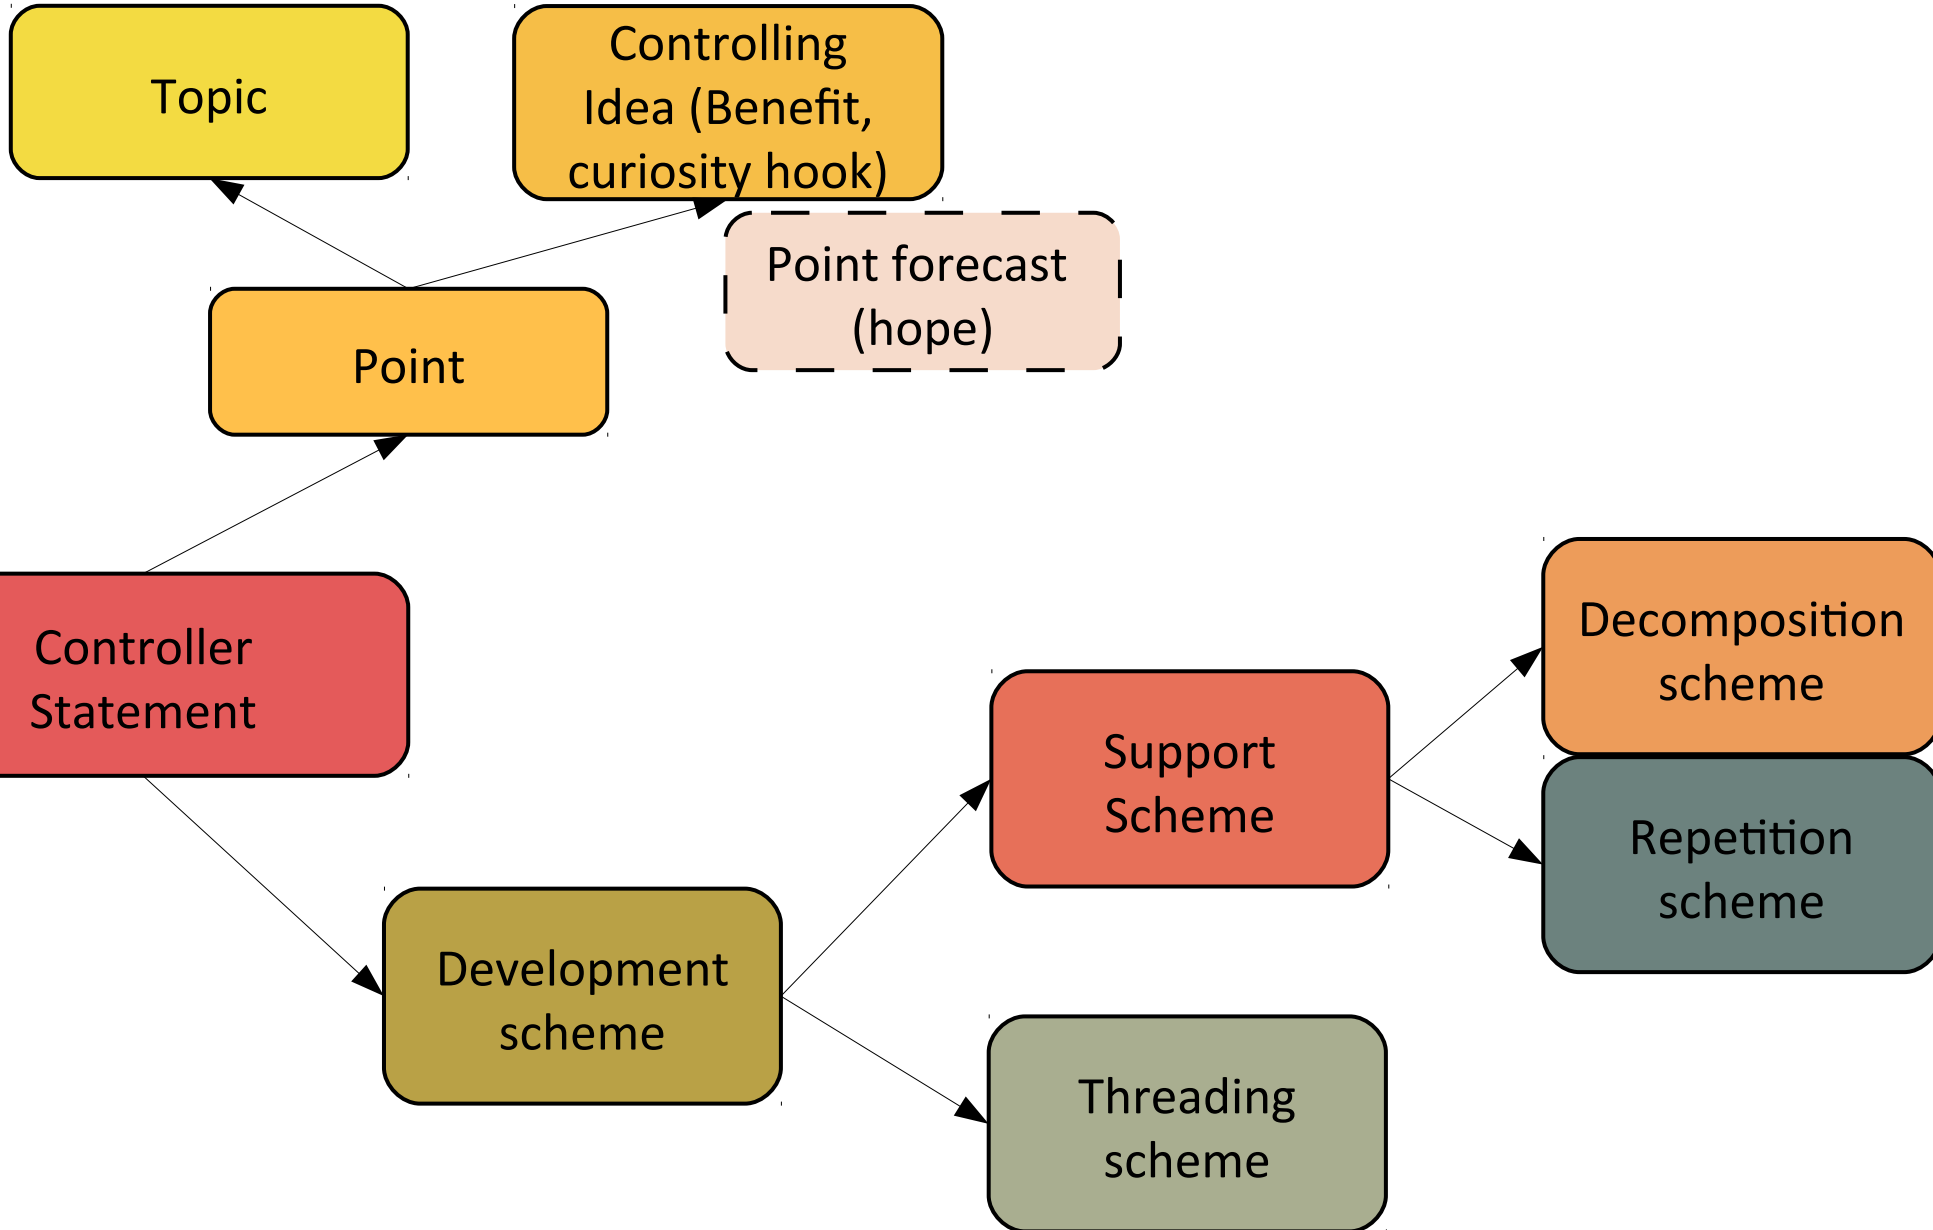 Topic
Controlling
Idea (Benefit,
curiosity hook)
Point forecast
(hope)
Point
Controller
Statement
Decomposition
scheme
Support
Scheme
Repetition
scheme
Development
scheme
Threading
scheme